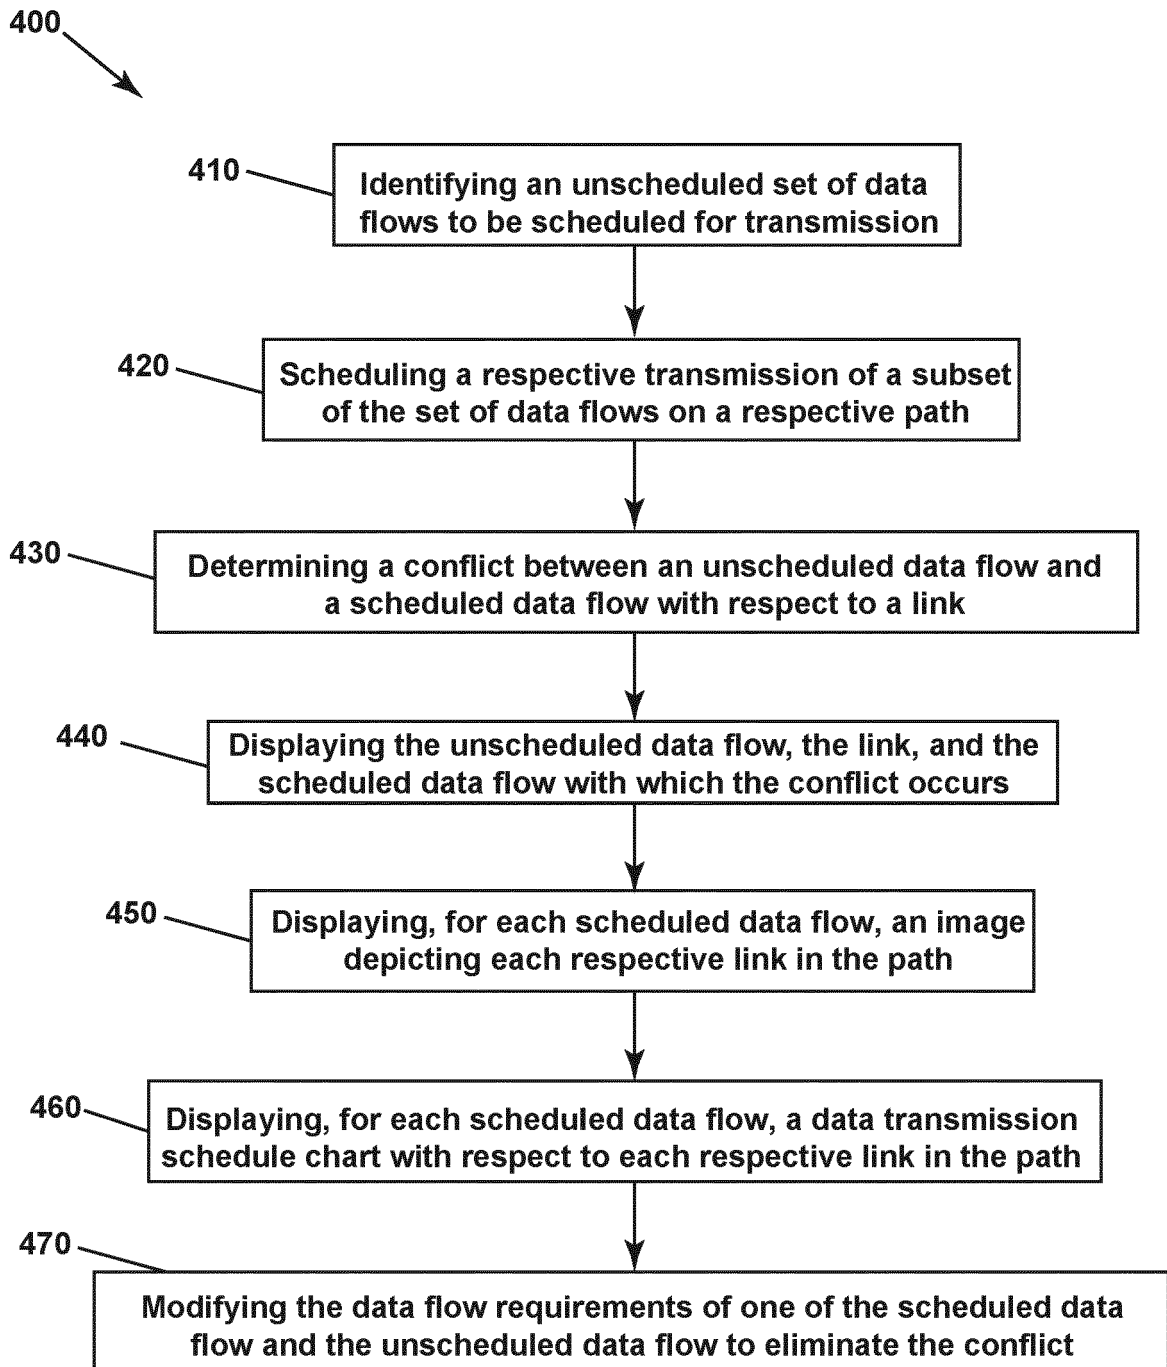 400
410
Identifying an unscheduled set of data
flows to be scheduled for transmission
420
Scheduling a respective transmission of a subset
of the set of data flows on a respective path
430
Determining a conflict between an unscheduled data flow and
a scheduled data flow with respect to a link
440
Displaying the unscheduled data flow, the link, and the
scheduled data flow with which the conflict occurs
450
Displaying, for each scheduled data flow, an image
depicting each respective link in the path
460
Displaying, for each scheduled data flow, a data transmission
schedule chart with respect to each respective link in the path
470
Modifying the data flow requirements of one of the scheduled data
flow and the unscheduled data flow to eliminate the conflict